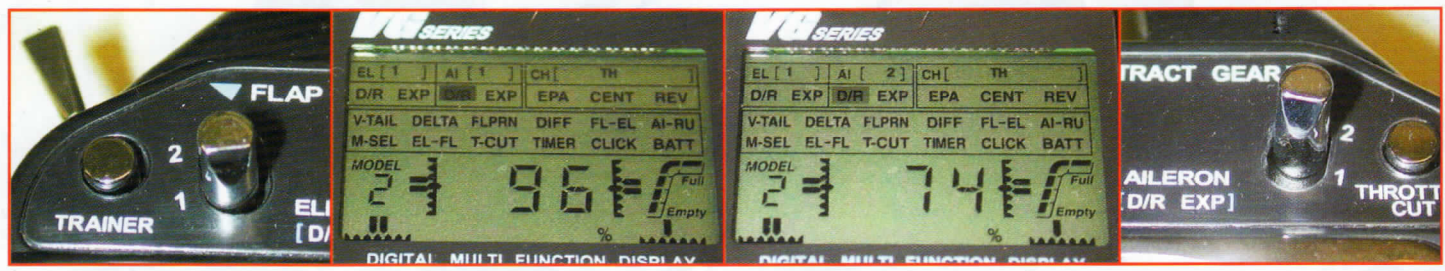 FLAP
2
1
TRAINER
VG SERIES
EL [ 1 ] AI [ 1 ] CH [ TH ]
D/R EXP D/R EXP EPA CENT REV
V-TAIL DELTA FLPRN DIFF FL-EL AI-RU
M-SEL EL-FL T-CUT TIMER CLICK BATT
MODEL
2 96 Full
Empty
%
DIGITAL MULTI FUNCTION DISPLAY
VG SERIES
EL [ 1 ] AI [ 2 ] CH [ TH ]
D/R EXP D/R EXP EPA CENT REV
V-TAIL DELTA FLPRN DIFF FL-EL AI-RU
M-SEL EL-FL T-CUT TIMER CLICK BATT
MODEL
2 74 Full
Empty
%
DIGITAL MULTI FUNCTION DISPLAY
TRACT GEAR
2
1
AILERON
[D/R EXP]
THROTT
CUT